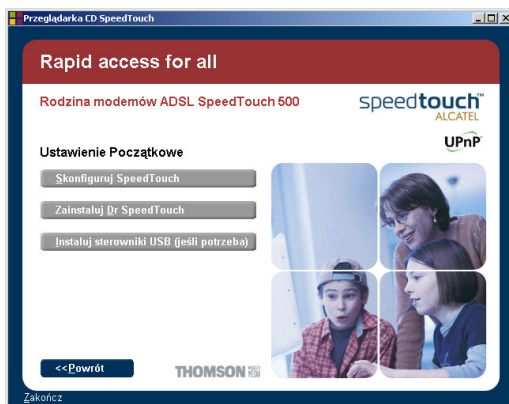 Przeglądarka CD SpeedTouch
Rapid access for all
Rodzina modemów ADSL SpeedTouch 500
speedtouch™
ALCATEL
UPnP
Ustawienie Początkowe
Skonfiguruj SpeedTouch
Zainstaluj Dr SpeedTouch
Instaluj sterowniki USB (jeśli potrzeba)
<<Powrót
THOMSON
Zakończ